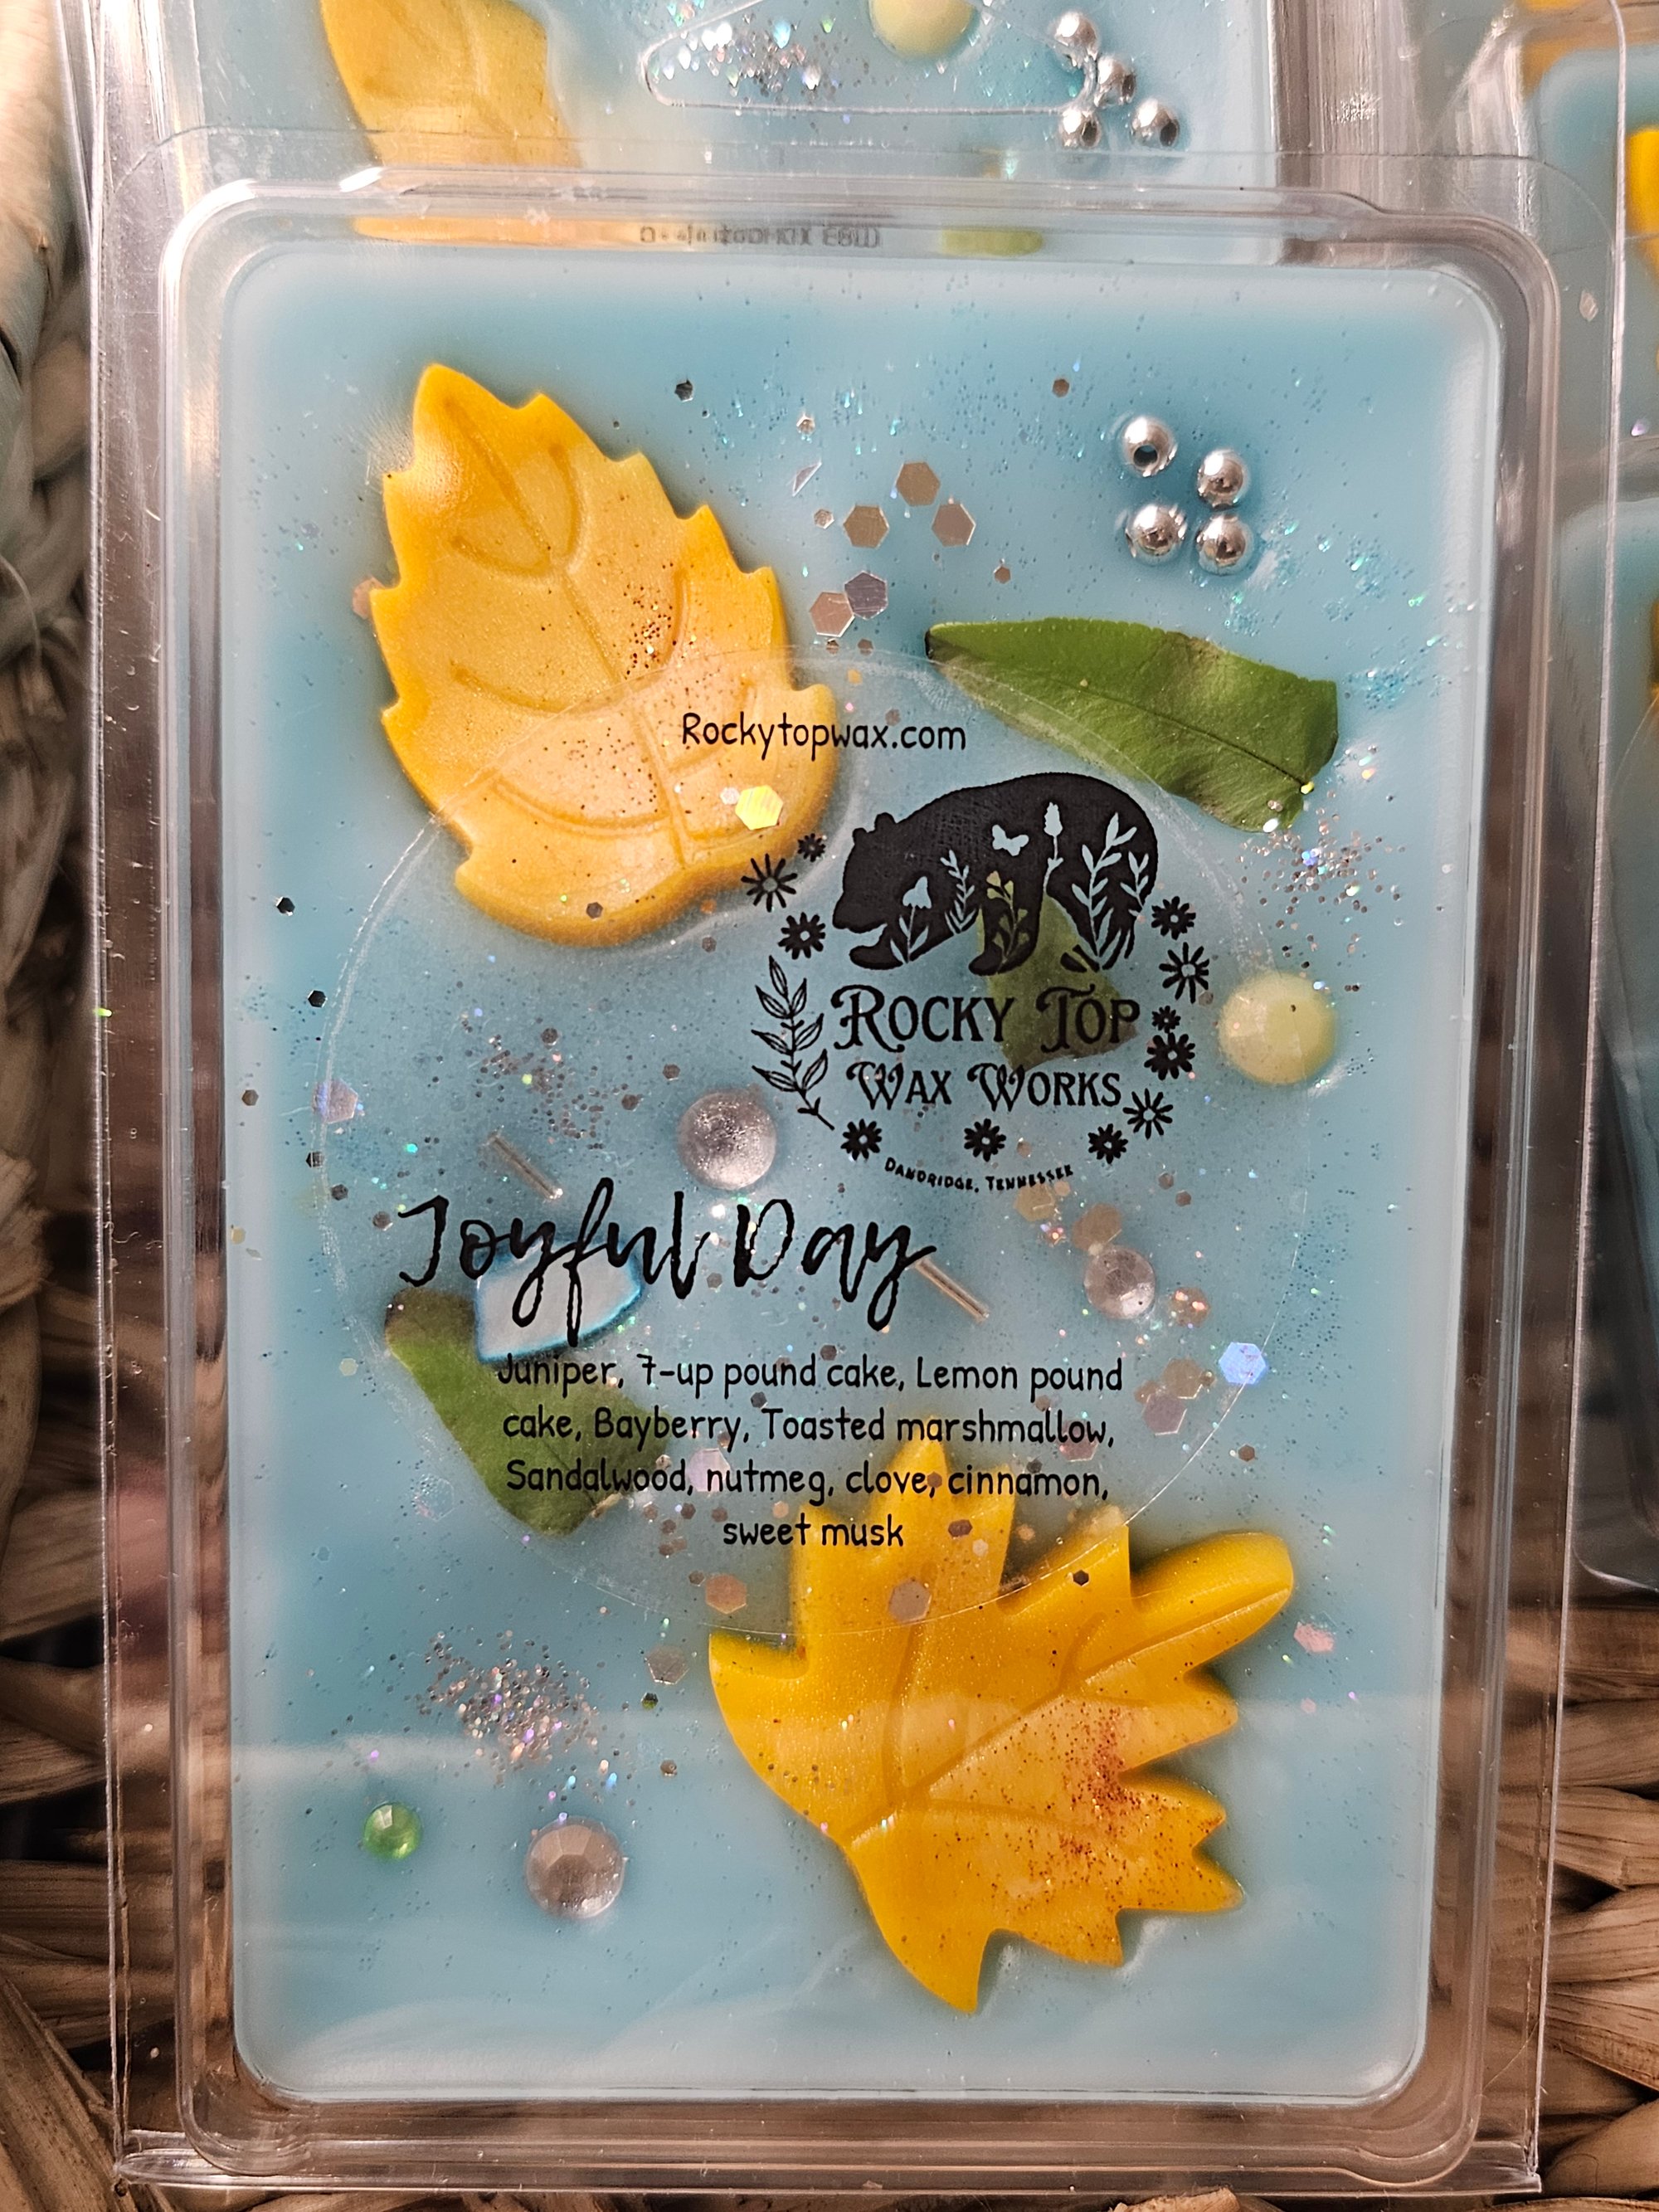 Rockytopwax.com
Rocky Top
Wax Works
Dandridge, Tennessee
Joyful Day
Juniper, 7-up pound cake, Lemon pound
cake, Bayberry, Toasted marshmallow,
Sandalwood, nutmeg, clove, cinnamon,
sweet musk